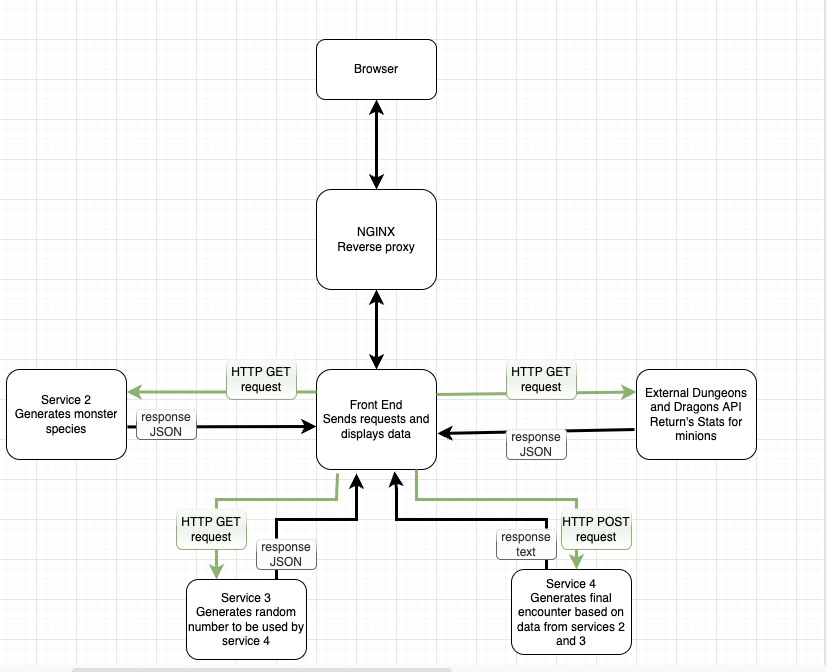 Browser
NGINX
Reverse proxy
HTTP GET
request
HTTP GET
request
Service 2
Generates monster
species
response
JSON
Front End
Sends requests and
displays data
External Dungeons
and Dragons API
Return's Stats for
minions
response
JSON
HTTP GET
request
response
JSON
response
text
HTTP POST
request
Service 3
Generates random
number to be used by
service 4
Service 4
Generates final
encounter based on
data from services 2
and 3